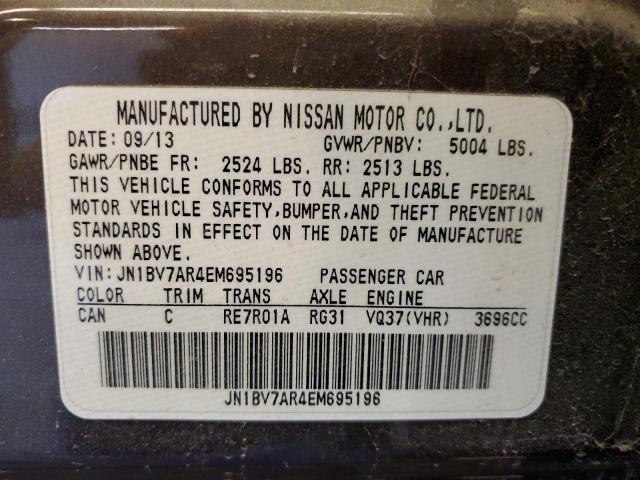 MANUFACTURED BY NISSAN MOTOR CO.,LTD.
DATE: 09/13 GVWR/PNBV: 5004 LBS.
GAWR/PNBE FR: 2524 LBS. RR: 2513 LBS.
THIS VEHICLE CONFORMS TO ALL APPLICABLE FEDERAL
MOTOR VEHICLE SAFETY,BUMPER,AND THEFT PREVENTION
STANDARDS IN EFFECT ON THE DATE OF MANUFACTURE
SHOWN ABOVE.
VIN:JN1BV7AR4EM695196 PASSENGER CAR
COLOR TRIM TRANS AXLE ENGINE
CAN C RE7R01A RG31 VQ37(VHR) 3696CC
JN1BV7AR4EM695196